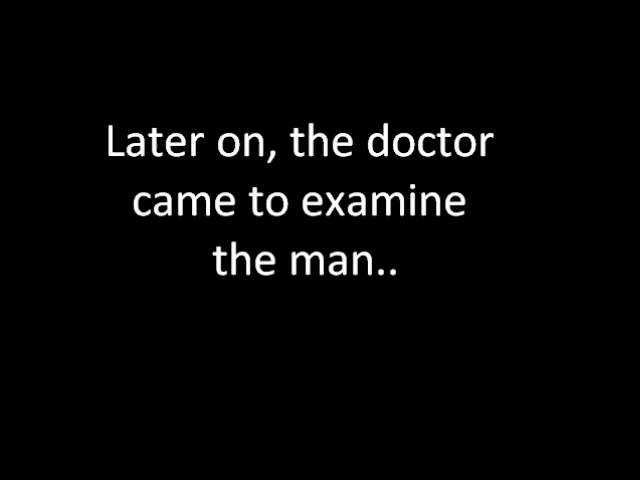 Later on, the doctor
came to examine
the man..